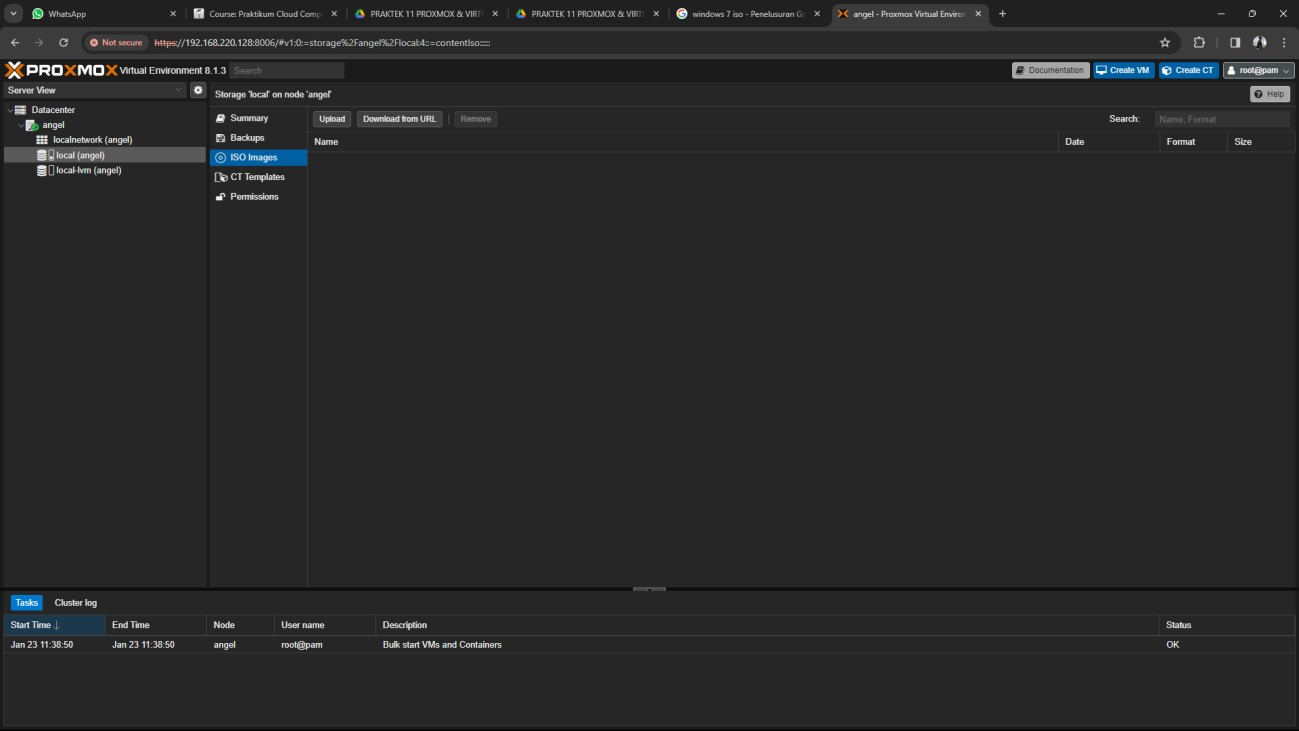 WhatsApp
Course: Praktikum Cloud Comp
PRAKTEK 11 PROXMOX & VIRT
PRAKTEK 11 PROXMOX & VIRT
windows 7 iso - Penelusuran Go
angel - Proxmox Virtual Environ
Not secure
https://192.168.220.128:8006/#v1:0:=storage%2Fangel%2Flocal:4::=contentIso:::::
PROXMOX Virtual Environment 8.1.3
Search
Documentation
Create VM
Create CT
root@pam
Server View
Storage 'local' on node 'angel'
Help
Datacenter
angel
localnetwork (angel)
local (angel)
local-lvm (angel)
Summary
Backups
ISO Images
CT Templates
Permissions
Upload
Download from URL
Remove
Search:
Name, Format
Name
Date
Format
Size
Tasks
Cluster log
Start Time ↓
End Time
Node
User name
Description
Status
Jan 23 11:38:50
Jan 23 11:38:50
angel
root@pam
Bulk start VMs and Containers
OK